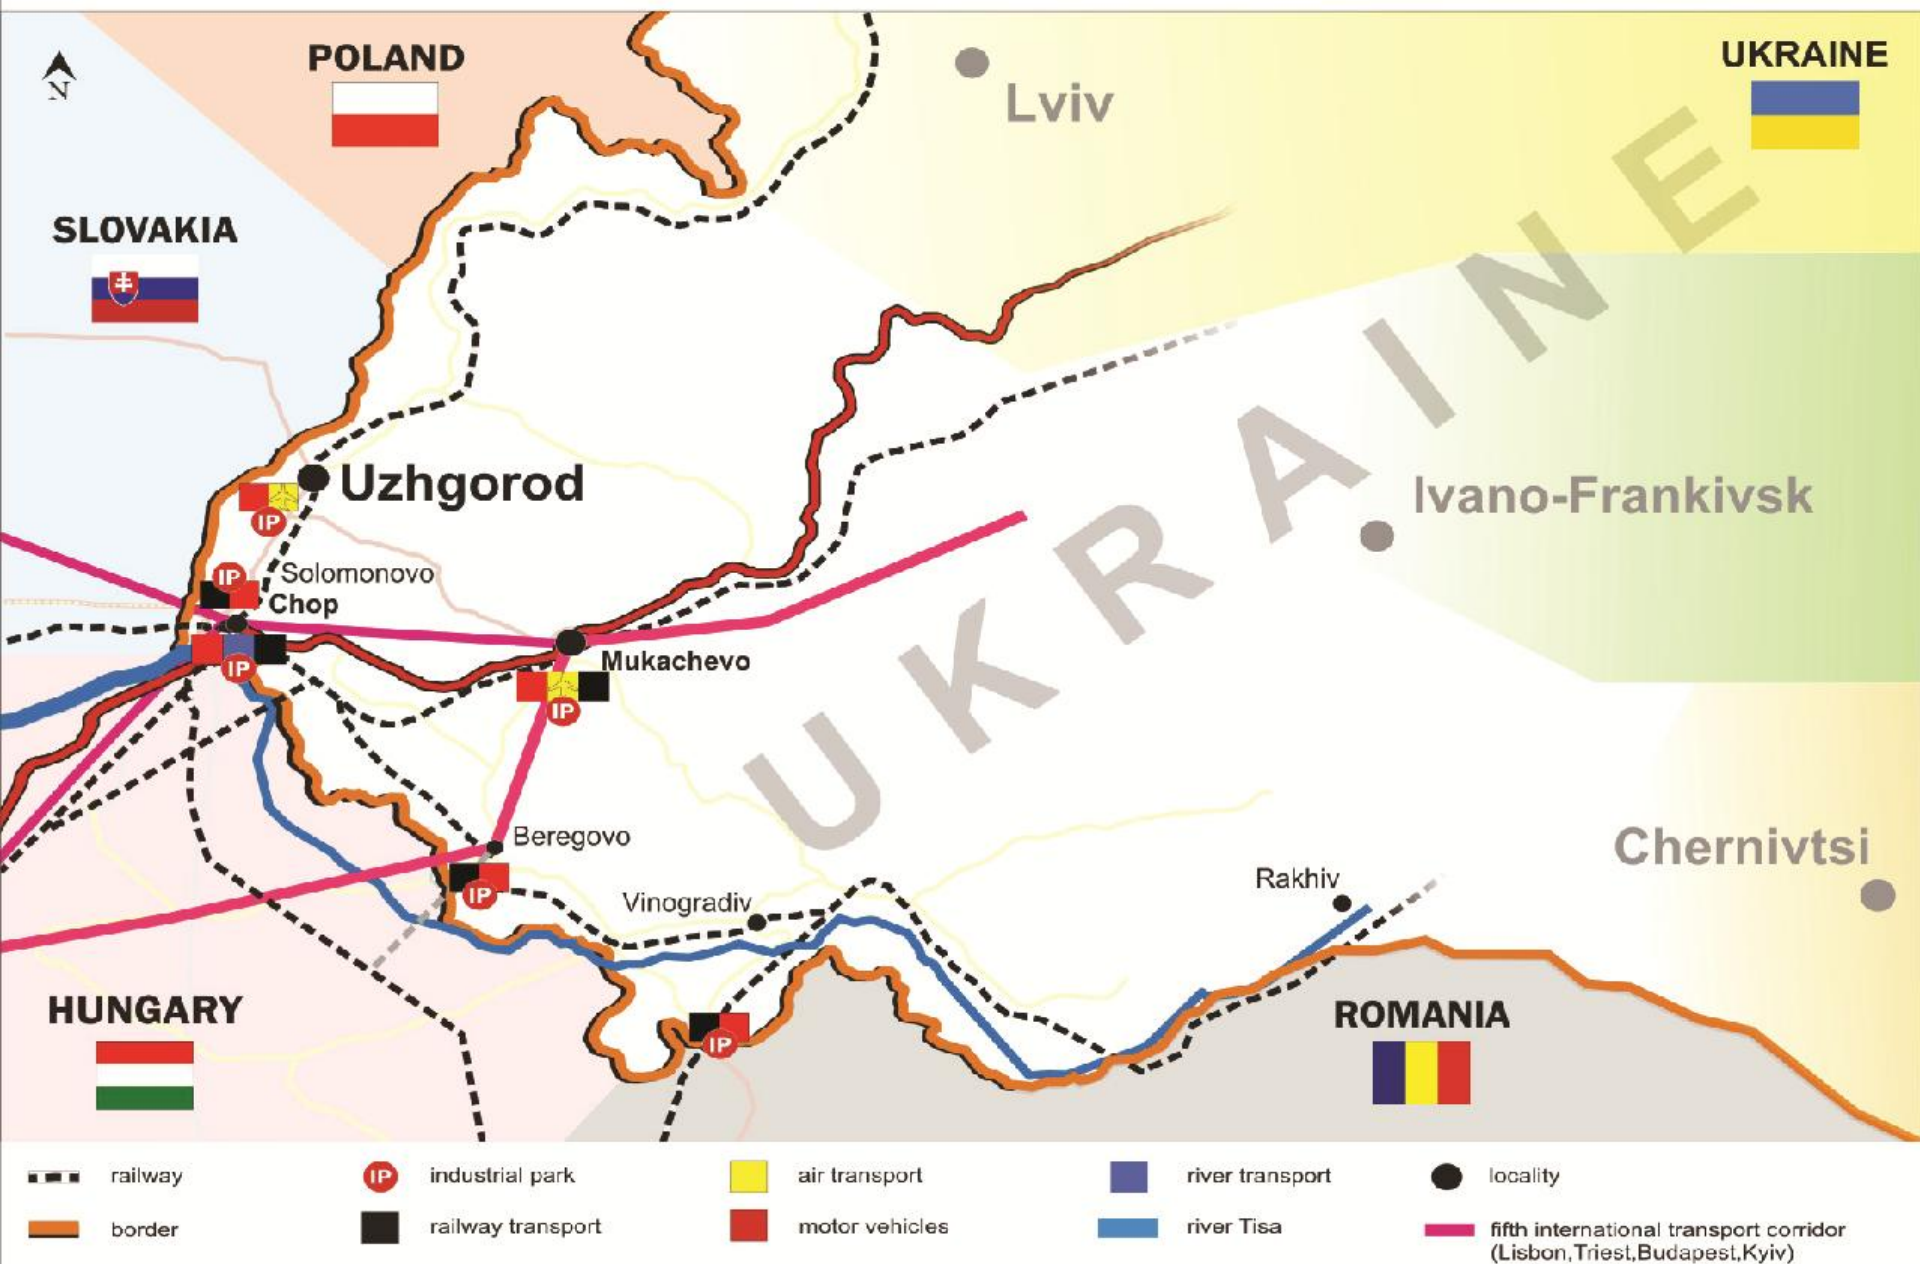 POLAND
UKRAINE
N
Lviv
SLOVAKIA
UKRAINE
Uzhgorod
Ivano-Frankivsk
IP
IP
Solomonovo
Chop
IP
Mukachevo
IP
Beregovo
Chernivtsi
IP
Vinogradiv
Rakhiv
HUNGARY
IP
ROMANIA
railway
IP industrial park
air transport
river transport
locality
border
railway transport
motor vehicles
river Tisa
fifth international transport corridor
(Lisbon,Triest,Budapest,Kyiv)